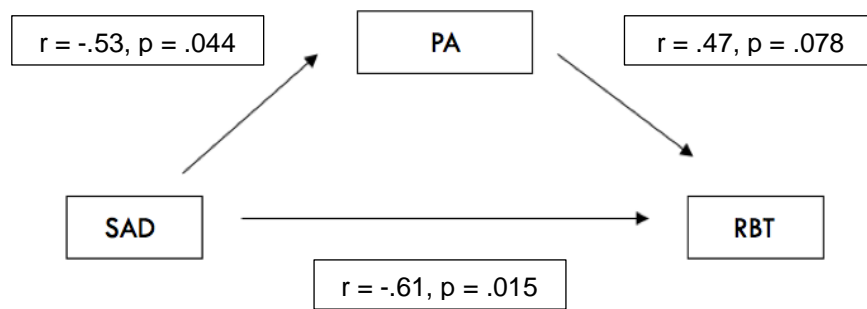 r = -.53, p = .044
PA
r = .47, p = .078
SAD
RBT
r = -.61, p = .015